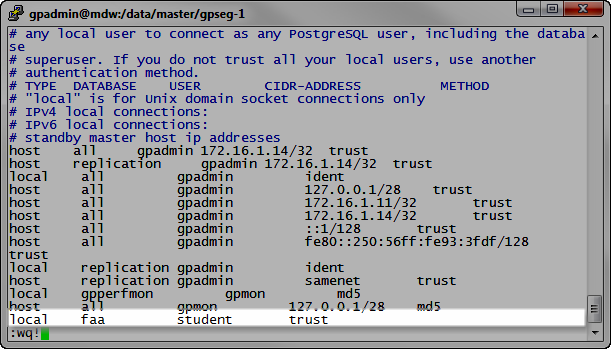 gpadmin@mdw:/data/master/gpseg-1
# any local user to connect as any PostgreSQL user, including the databa
se
# superuser. If you do not trust all your local users, use another
# authentication method.
# TYPE  DATABASE    USER        CIDR-ADDRESS          METHOD
# "local" is for Unix domain socket connections only
# IPv4 local connections:
# IPv6 local connections:
# standby master host ip addresses
host    all     gpadmin 172.16.1.14/32  trust
host    replication     gpadmin 172.16.1.14/32  trust
local    all         gpadmin         ident
host     all         gpadmin         127.0.0.1/28    trust
host     all         gpadmin         172.16.1.11/32       trust
host     all         gpadmin         172.16.1.14/32       trust
host     all         gpadmin         ::1/128       trust
host     all         gpadmin         fe80::250:56ff:fe93:3fdf/128
trust
local    replication gpadmin         ident
host     replication gpadmin         samenet       trust
local    gpperfmon     gpmon         md5
host     all         gpmon         127.0.0.1/28    md5
local    faa         student       trust
:wq!